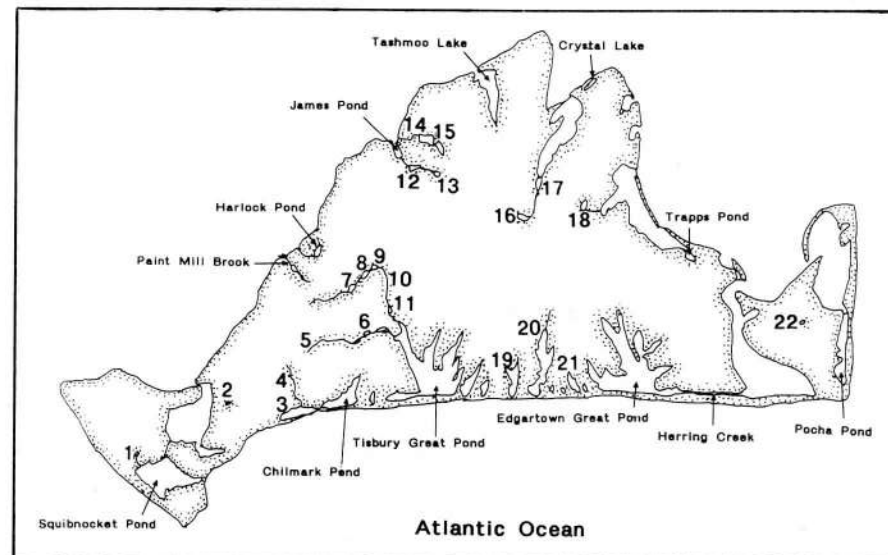 Tashmoo Lake
Crystal Lake
James Pond
14
15
12
13
17
16
18
Harlock Pond
Trapps Pond
Paint Mill Brook
9
8
10
7
11
22
6
20
5
19
21
4
2
3
Edgartown Great Pond
Pocha Pond
Tisbury Great Pond
Herring Creek
1
Chilmark Pond
Squibnocket Pond
Atlantic Ocean